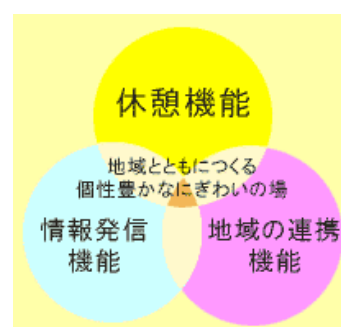 休憩機能
地域とともにつくる
個性豊かなにぎわいの場
情報発信
機能
地域の連携
機能